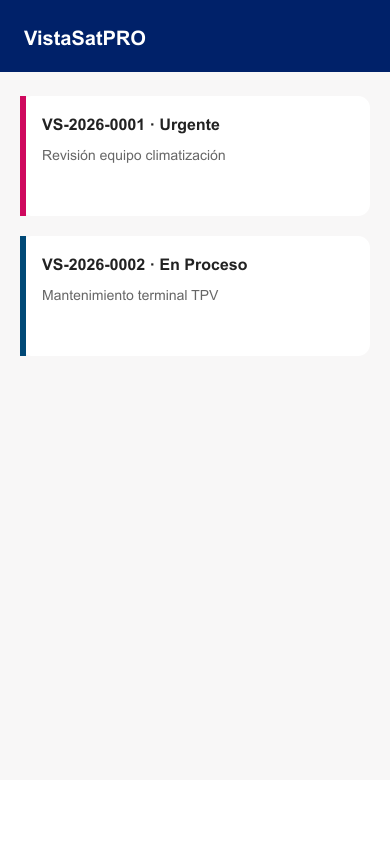 VistaSatPRO
VS-2026-0001 · Urgente
Revisión equipo climatización
VS-2026-0002 · En Proceso
Mantenimiento terminal TPV